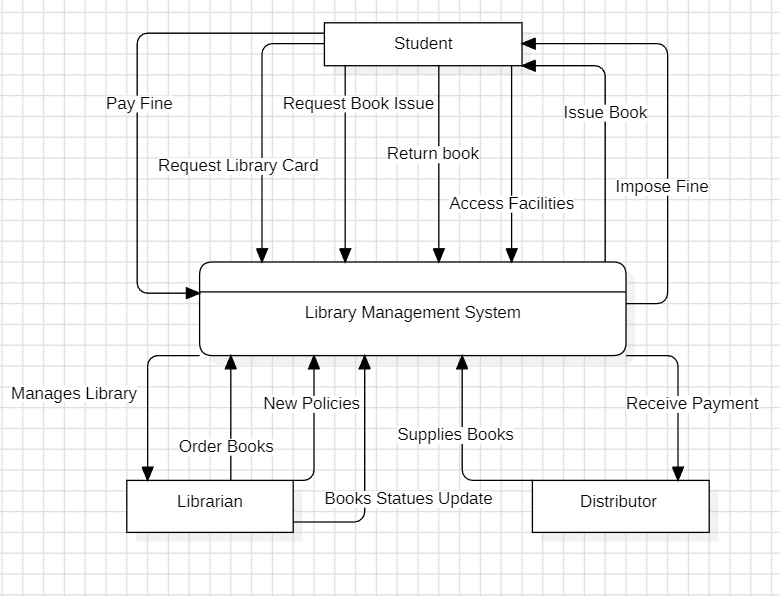 Student
Pay Fine
Request Book Issue
Issue Book
Return book
Request Library Card
Impose Fine
Access Facilities
Library Management System
Manages Library
New Policies
Receive Payment
Supplies Books
Order Books
Books Statues Update
Librarian
Distributor